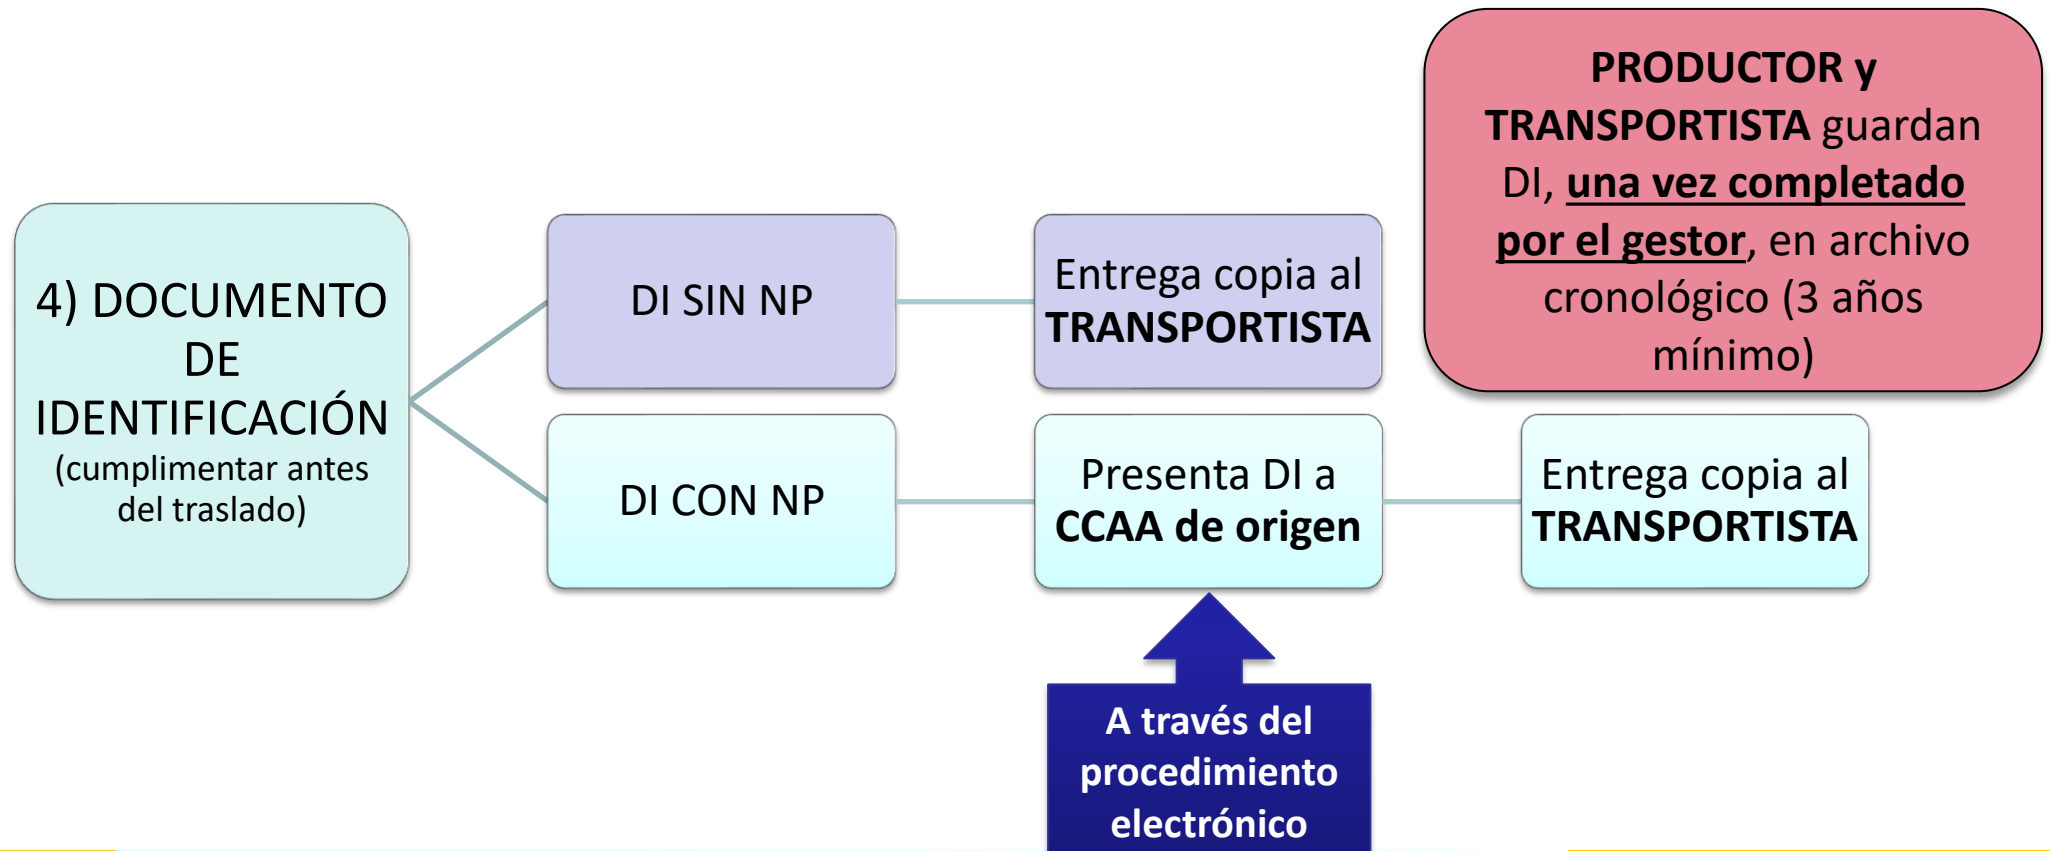 4) DOCUMENTO
DE
IDENTIFICACIÓN
(cumplimentar antes
del traslado)
DI SIN NP
Entrega copia al
TRANSPORTISTA
PRODUCTOR y
TRANSPORTISTA guardan
DI, una vez completado
por el gestor, en archivo
cronológico (3 años
mínimo)
DI CON NP
Presenta DI a
CCAA de origen
Entrega copia al
TRANSPORTISTA
A través del
procedimiento
electrónico